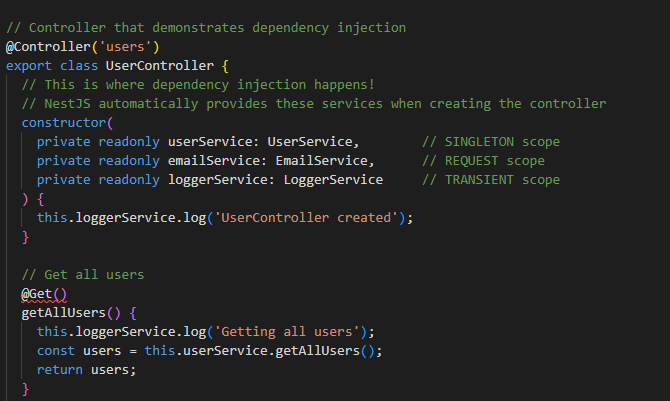 // Controller that demonstrates dependency injection
@Controller('users')
export class UserController {
// This is where dependency injection happens!
// NestJS automatically provides these services when creating the controller
constructor(
private readonly userService: UserService, // SINGLETON scope
private readonly emailService: EmailService, // REQUEST scope
private readonly loggerService: LoggerService // TRANSIENT scope
) {
this.loggerService.log('UserController created');
}
// Get all users
@Get()
getAllUsers() {
this.loggerService.log('Getting all users');
const users = this.userService.getAllUsers();
return users;
}